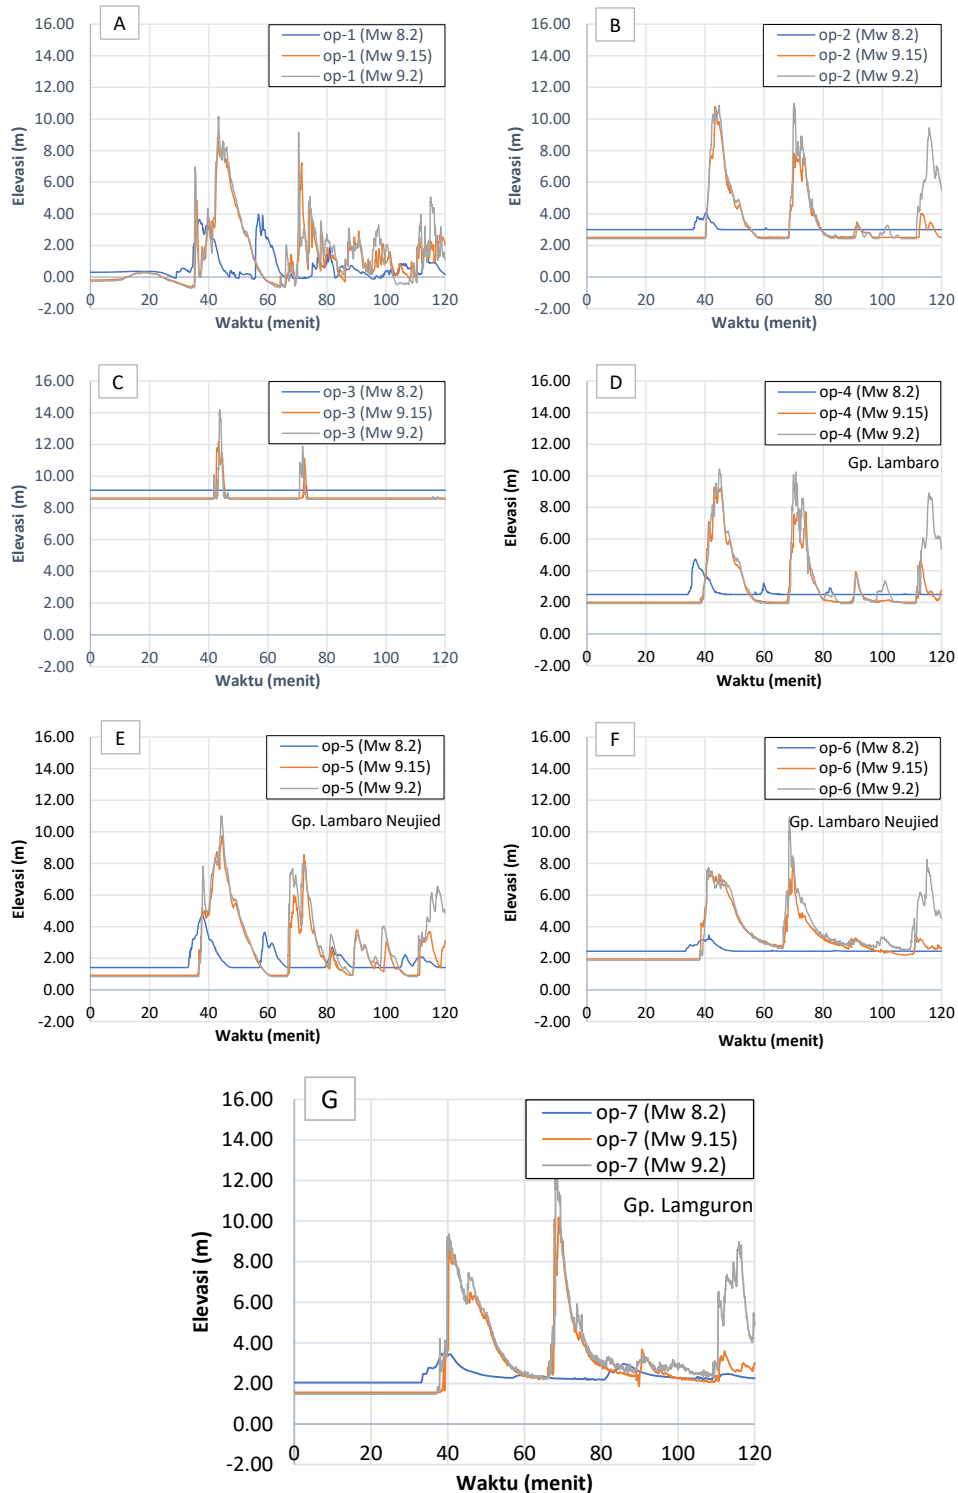 A
op-1 (Mw 8.2)
op-1 (Mw 9.15)
op-1 (Mw 9.2)
Elevasi (m)
16.00
14.00
12.00
10.00
8.00
6.00
4.00
2.00
0.00
-2.00
0 20 40 60 80 100 120
Waktu (menit)
B
op-2 (Mw 8.2)
op-2 (Mw 9.15)
op-2 (Mw 9.2)
Elevasi (m)
16.00
14.00
12.00
10.00
8.00
6.00
4.00
2.00
0.00
-2.00
0 20 40 60 80 100 120
Waktu (menit)
C
op-3 (Mw 8.2)
op-3 (Mw 9.15)
op-3 (Mw 9.2)
Elevasi (m)
16.00
14.00
12.00
10.00
8.00
6.00
4.00
2.00
0.00
-2.00
0 20 40 60 80 100 120
Waktu (menit)
D
op-4 (Mw 8.2)
op-4 (Mw 9.15)
op-4 (Mw 9.2)
Gp. Lambaro
Elevasi (m)
16.00
14.00
12.00
10.00
8.00
6.00
4.00
2.00
0.00
-2.00
0 20 40 60 80 100 120
Waktu (menit)
E
op-5 (Mw 8.2)
op-5 (Mw 9.15)
op-5 (Mw 9.2)
Gp. Lambaro Neujied
Elevasi (m)
16.00
14.00
12.00
10.00
8.00
6.00
4.00
2.00
0.00
-2.00
0 20 40 60 80 100 120
Waktu (menit)
F
op-6 (Mw 8.2)
op-6 (Mw 9.15)
op-6 (Mw 9.2)
Gp. Lambaro Neujied
Elevasi (m)
16.00
14.00
12.00
10.00
8.00
6.00
4.00
2.00
0.00
-2.00
0 20 40 60 80 100 120
Waktu (menit)
G
op-7 (Mw 8.2)
op-7 (Mw 9.15)
op-7 (Mw 9.2)
Gp. Lamguron
Elevasi (m)
16.00
14.00
12.00
10.00
8.00
6.00
4.00
2.00
0.00
-2.00
0 20 40 60 80 100 120
Waktu (menit)